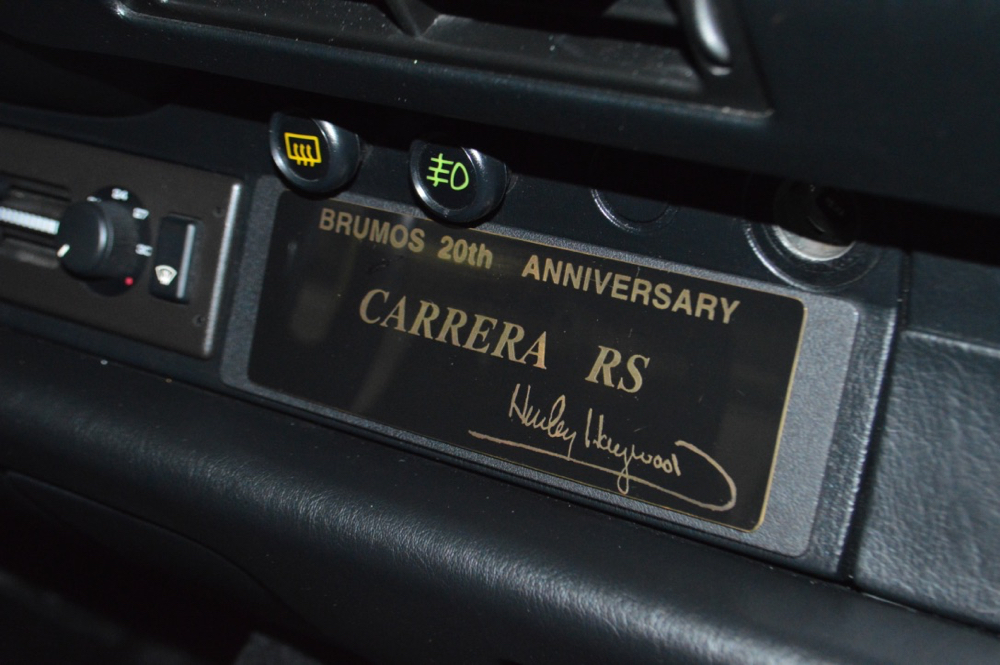 BRUMOS 20th ANNIVERSARY
CARRERA RS
Hurley Haywood